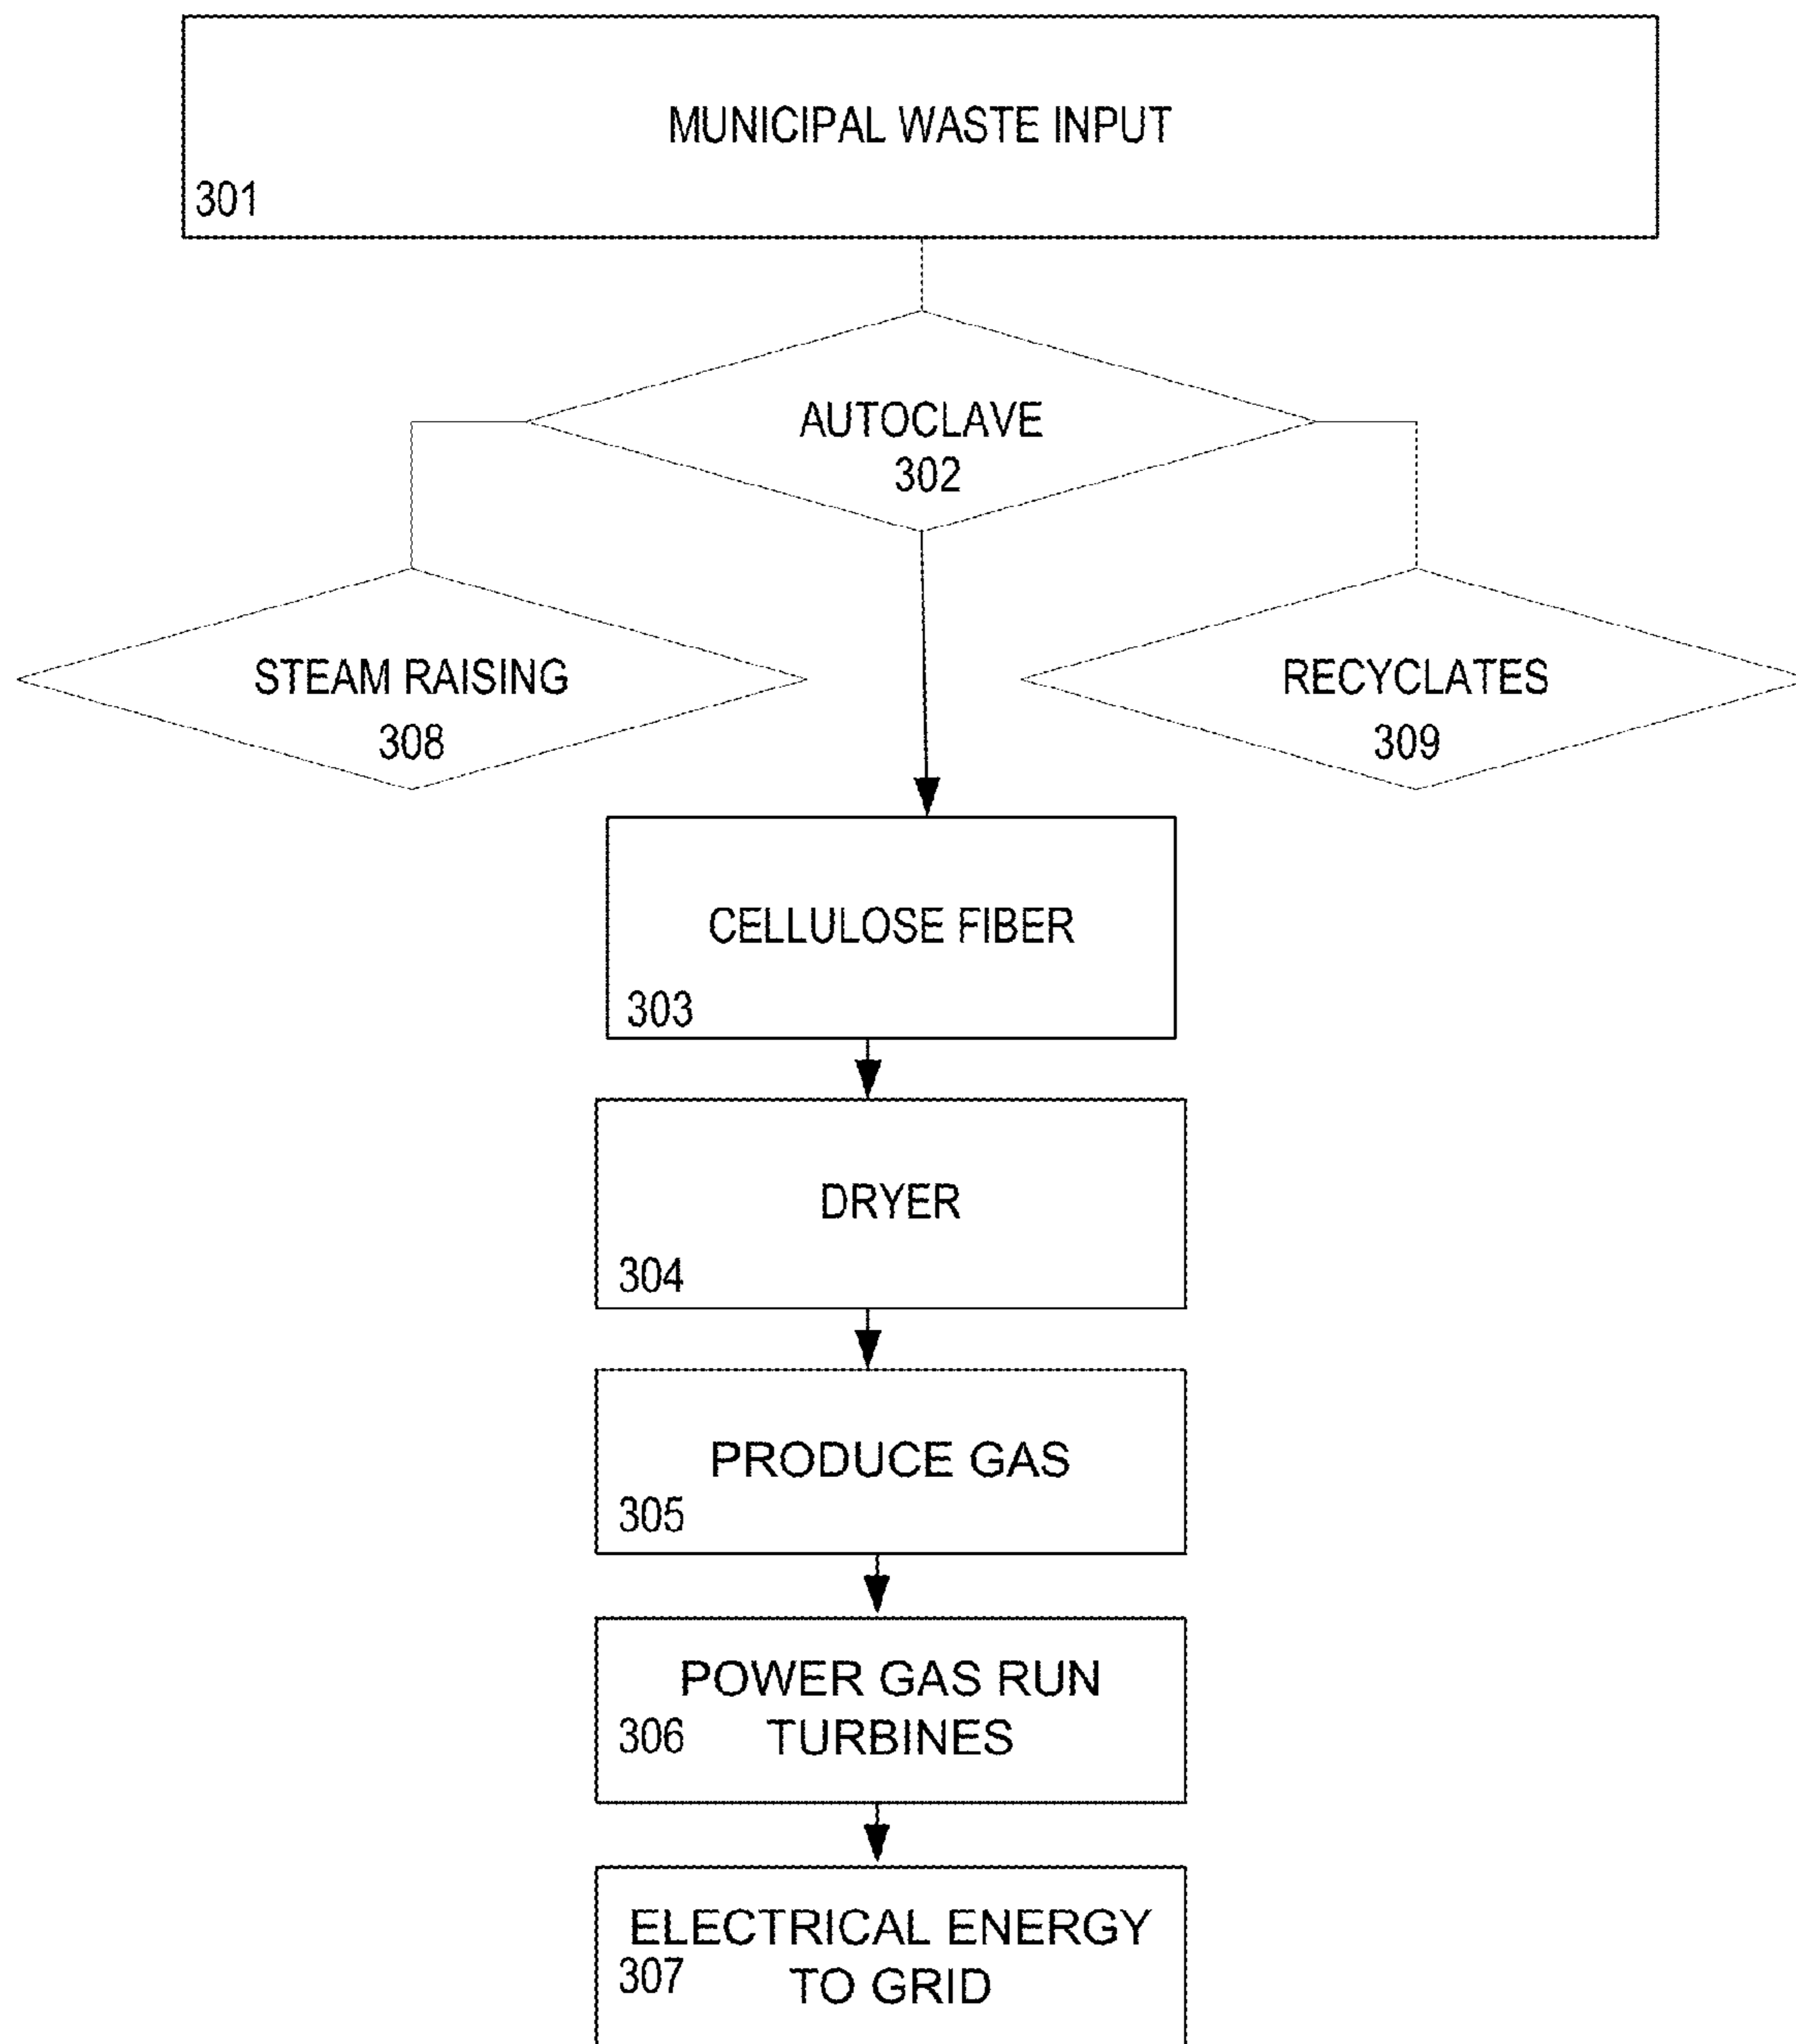 MUNICIPAL WASTE INPUT
301
AUTOCLAVE
302
STEAM RAISING
308
RECYCLATES
309
CELLULOSE FIBER
303
DRYER
304
PRODUCE GAS
305
POWER GAS RUN
306 TURBINES
ELECTRICAL ENERGY
307 TO GRID